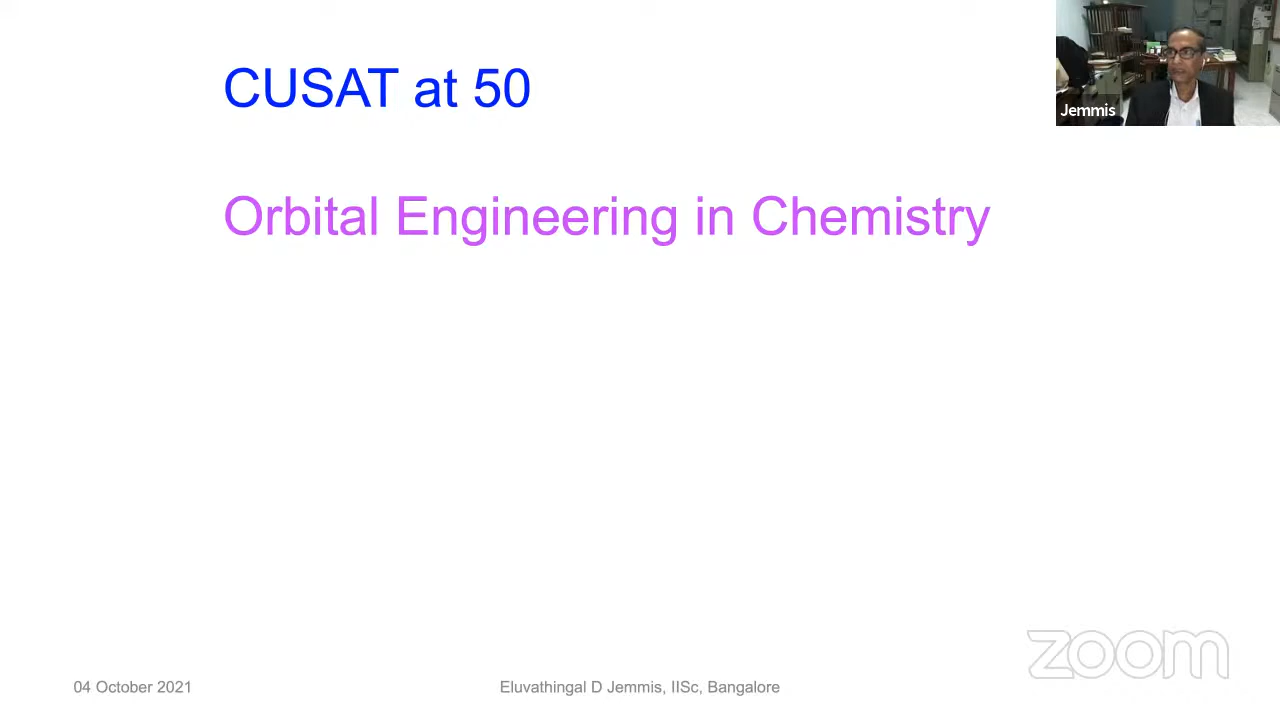 CUSAT at 50
Jemmis
Orbital Engineering in Chemistry
zoom
04 October 2021
Eluvathingal D Jemmis, IISc, Bangalore